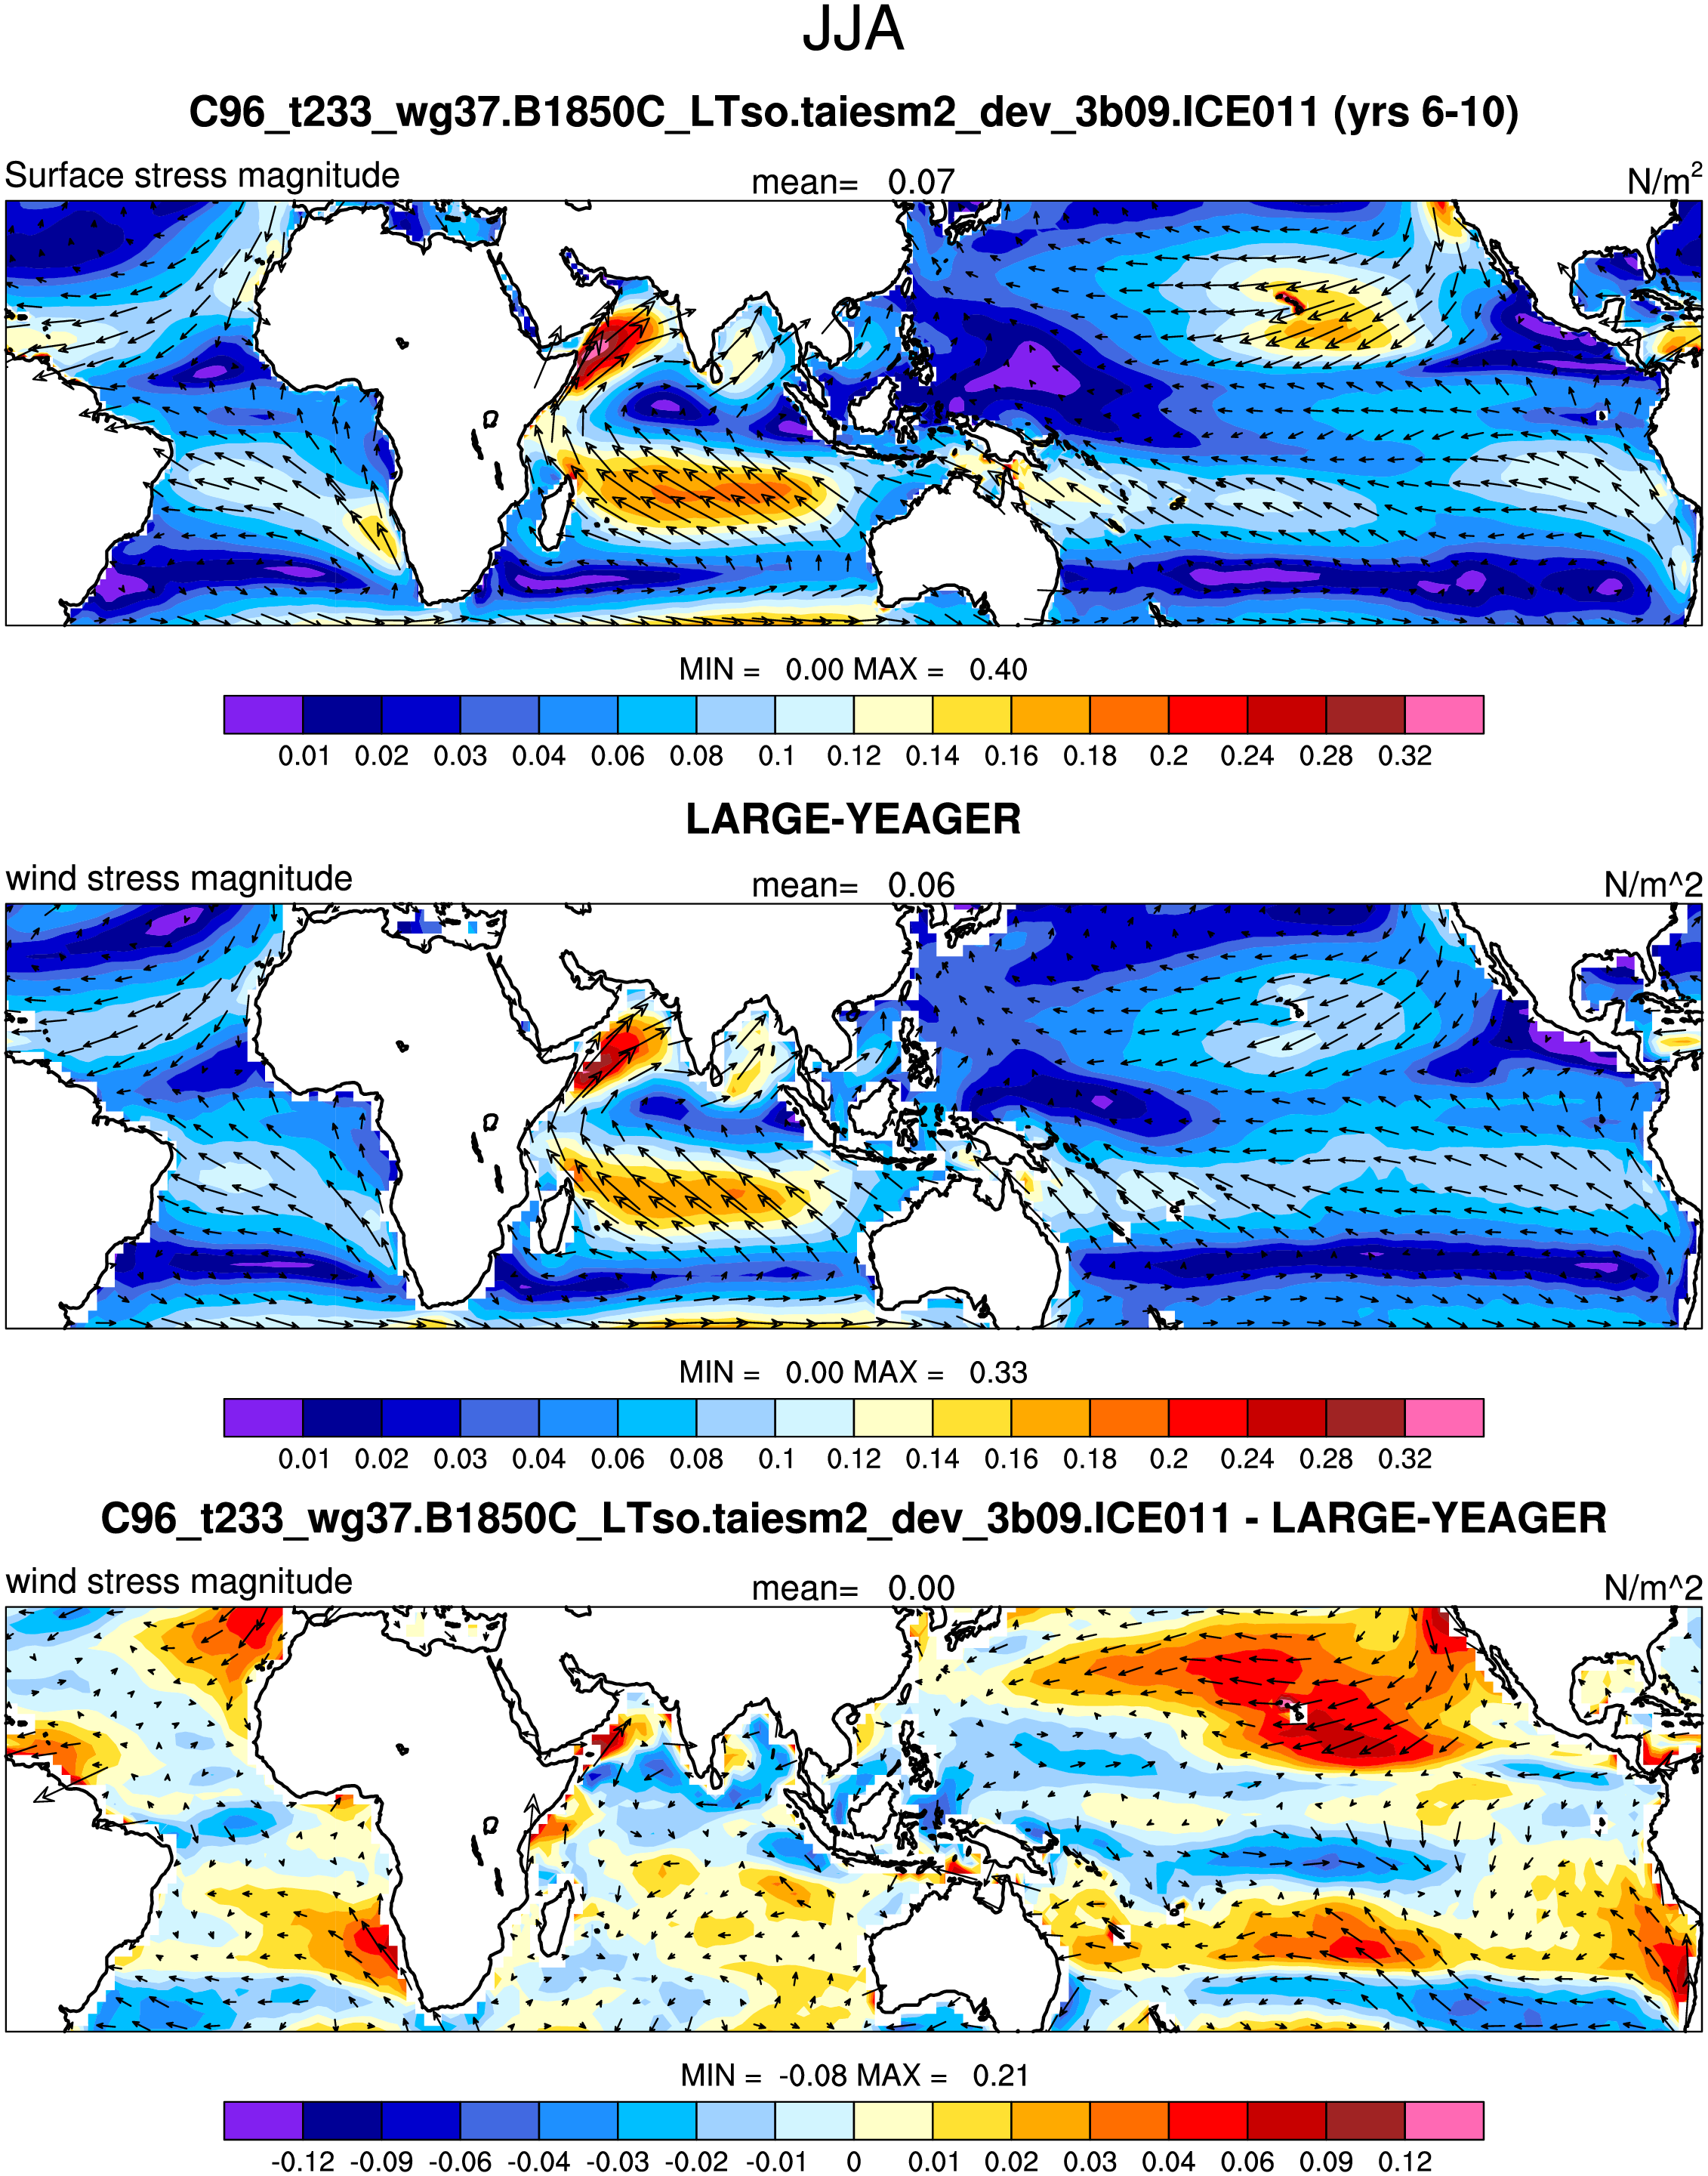 JJA
C96_t233_wg37.B1850C_LTso.taiesm2_dev_3b09.ICE011 (yrs 6-10)
Surface stress magnitude mean= 0.07 N/m2
MIN = 0.00 MAX = 0.40
0.01 0.02 0.03 0.04 0.06 0.08 0.1 0.12 0.14 0.16 0.18 0.2 0.24 0.28 0.32
LARGE-YEAGER
wind stress magnitude mean= 0.06 N/m^2
MIN = 0.00 MAX = 0.33
0.01 0.02 0.03 0.04 0.06 0.08 0.1 0.12 0.14 0.16 0.18 0.2 0.24 0.28 0.32
C96_t233_wg37.B1850C_LTso.taiesm2_dev_3b09.ICE011 - LARGE-YEAGER
wind stress magnitude mean= 0.00 N/m^2
MIN = -0.08 MAX = 0.21
-0.12 -0.09 -0.06 -0.04 -0.03 -0.02 -0.01 0 0.01 0.02 0.03 0.04 0.06 0.09 0.12